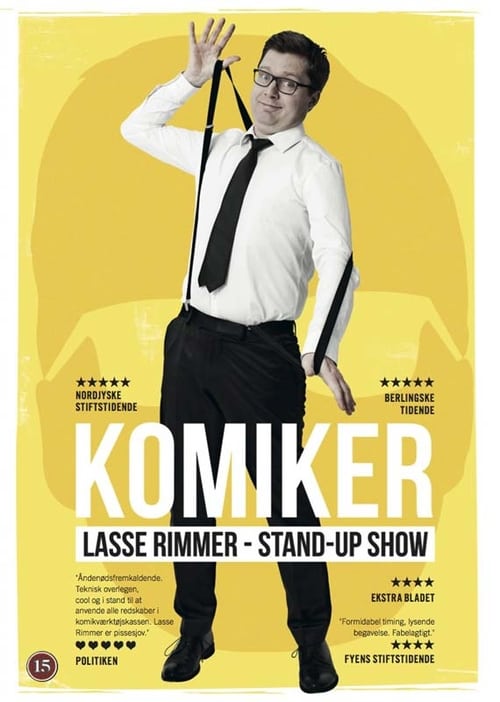 ★★★★★
NORDJYSKE
STIFTSTIDENDE
★★★★★
BERLINGSKE
TIDENDE
KOMIKER
LASSE RIMMER - STAND-UP SHOW
"Åndenødsfremkaldende.
Teknisk overlegen,
cool og i stand til at
anvende alle redskaber i
komikværktøjskassen. Lasse
Rimmer er pissesjov."
♥♥♥♥♥
POLITIKEN
★★★★
EKSTRA BLADET
"Formidabel timing, lysende
begavelse. Fabelagtigt."
★★★★
FYENS STIFTSTIDENDE
15